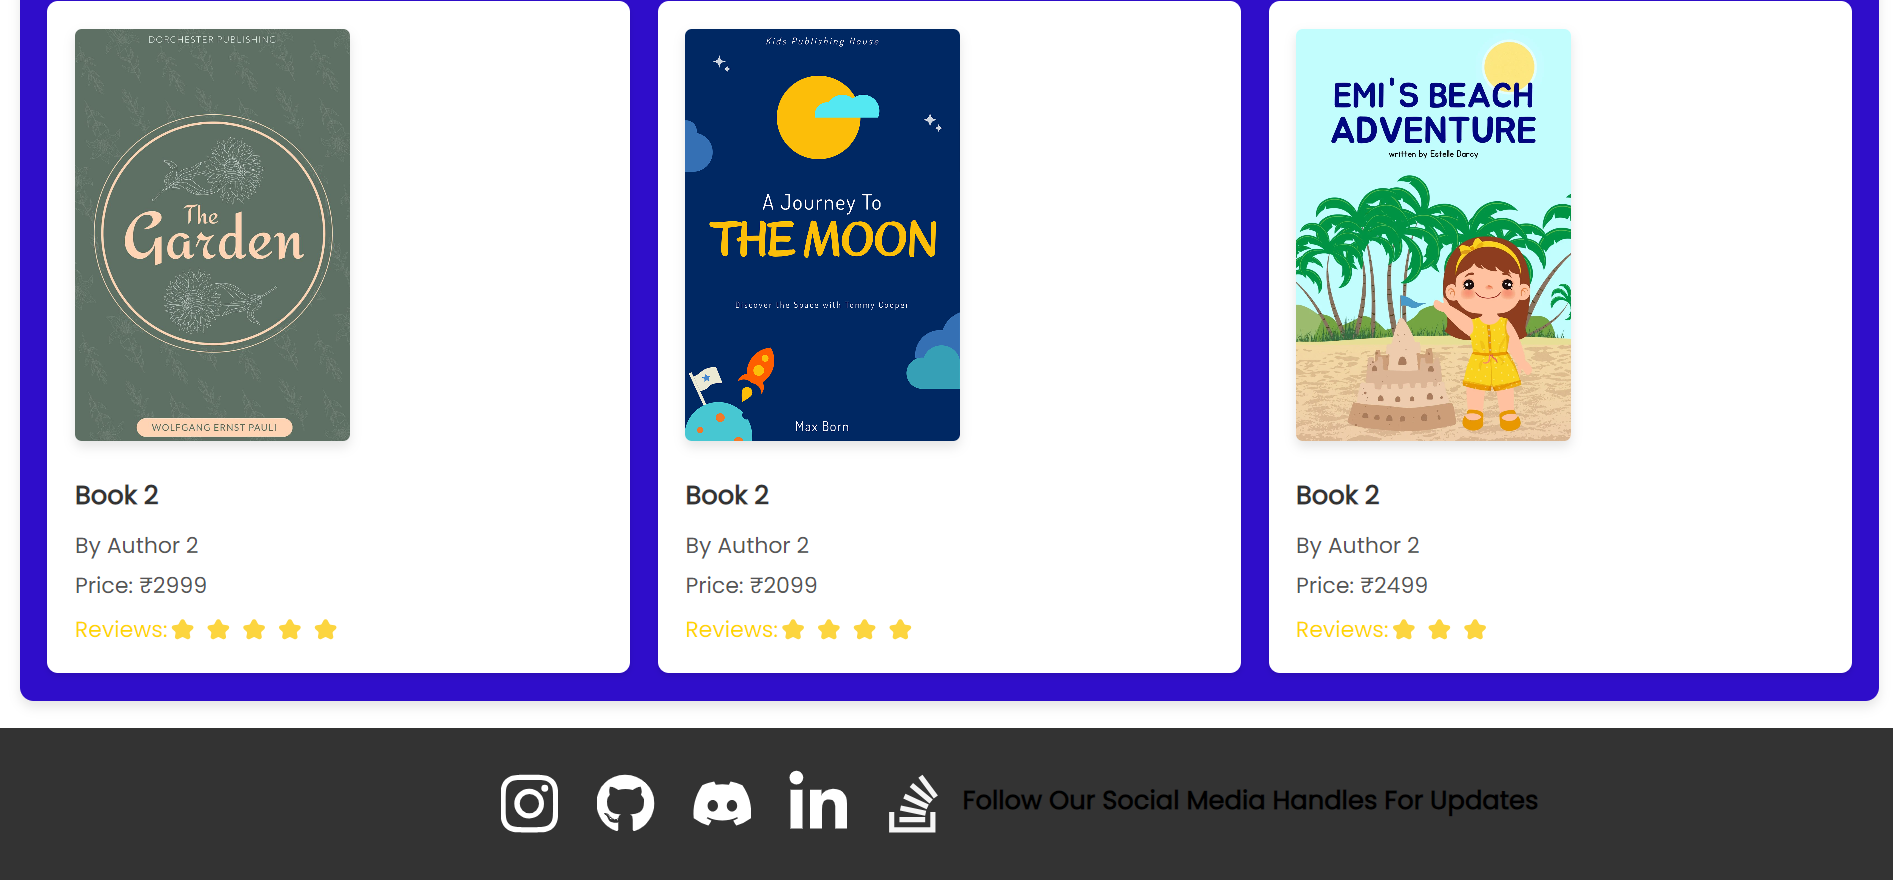 DORCHESTER PUBLISHING
The
Garden
WOLFGANG ERNST PAULI
Book 2
By Author 2
Price: ₹2999
Reviews:
Kids Publishing House
A Journey To
THE MOON
Discover the Space with Tommy Cooper
Max Born
Book 2
By Author 2
Price: ₹2099
Reviews:
EMI'S BEACH
ADVENTURE
written by Estelle Darcy
Book 2
By Author 2
Price: ₹2499
Reviews:
in
Follow Our Social Media Handles For Updates